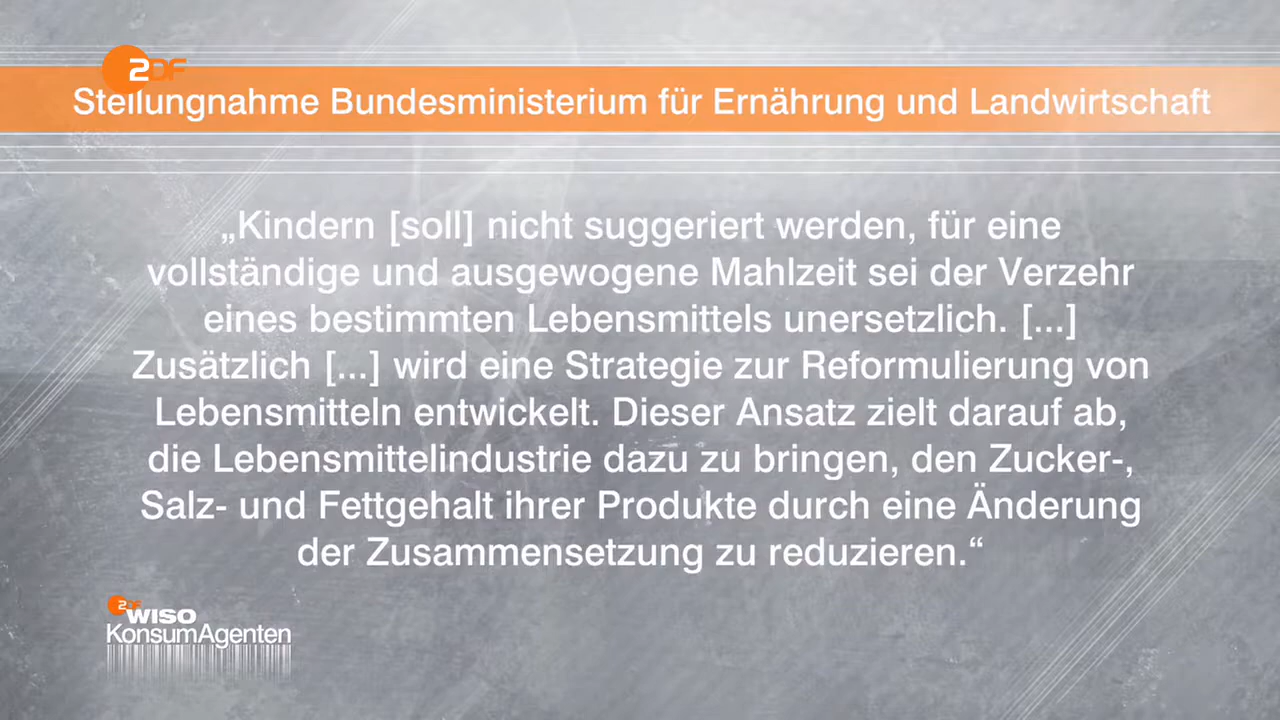 ZDF
Stellungnahme Bundesministerium für Ernährung und Landwirtschaft
„Kindern [soll] nicht suggeriert werden, für eine
vollständige und ausgewogene Mahlzeit sei der Verzehr
eines bestimmten Lebensmittels unersetzlich. [...]
Zusätzlich [...] wird eine Strategie zur Reformulierung von
Lebensmitteln entwickelt. Dieser Ansatz zielt darauf ab,
die Lebensmittelindustrie dazu zu bringen, den Zucker-,
Salz- und Fettgehalt ihrer Produkte durch eine Änderung
der Zusammensetzung zu reduzieren.“
ZDF
WISO
KonsumAgenten